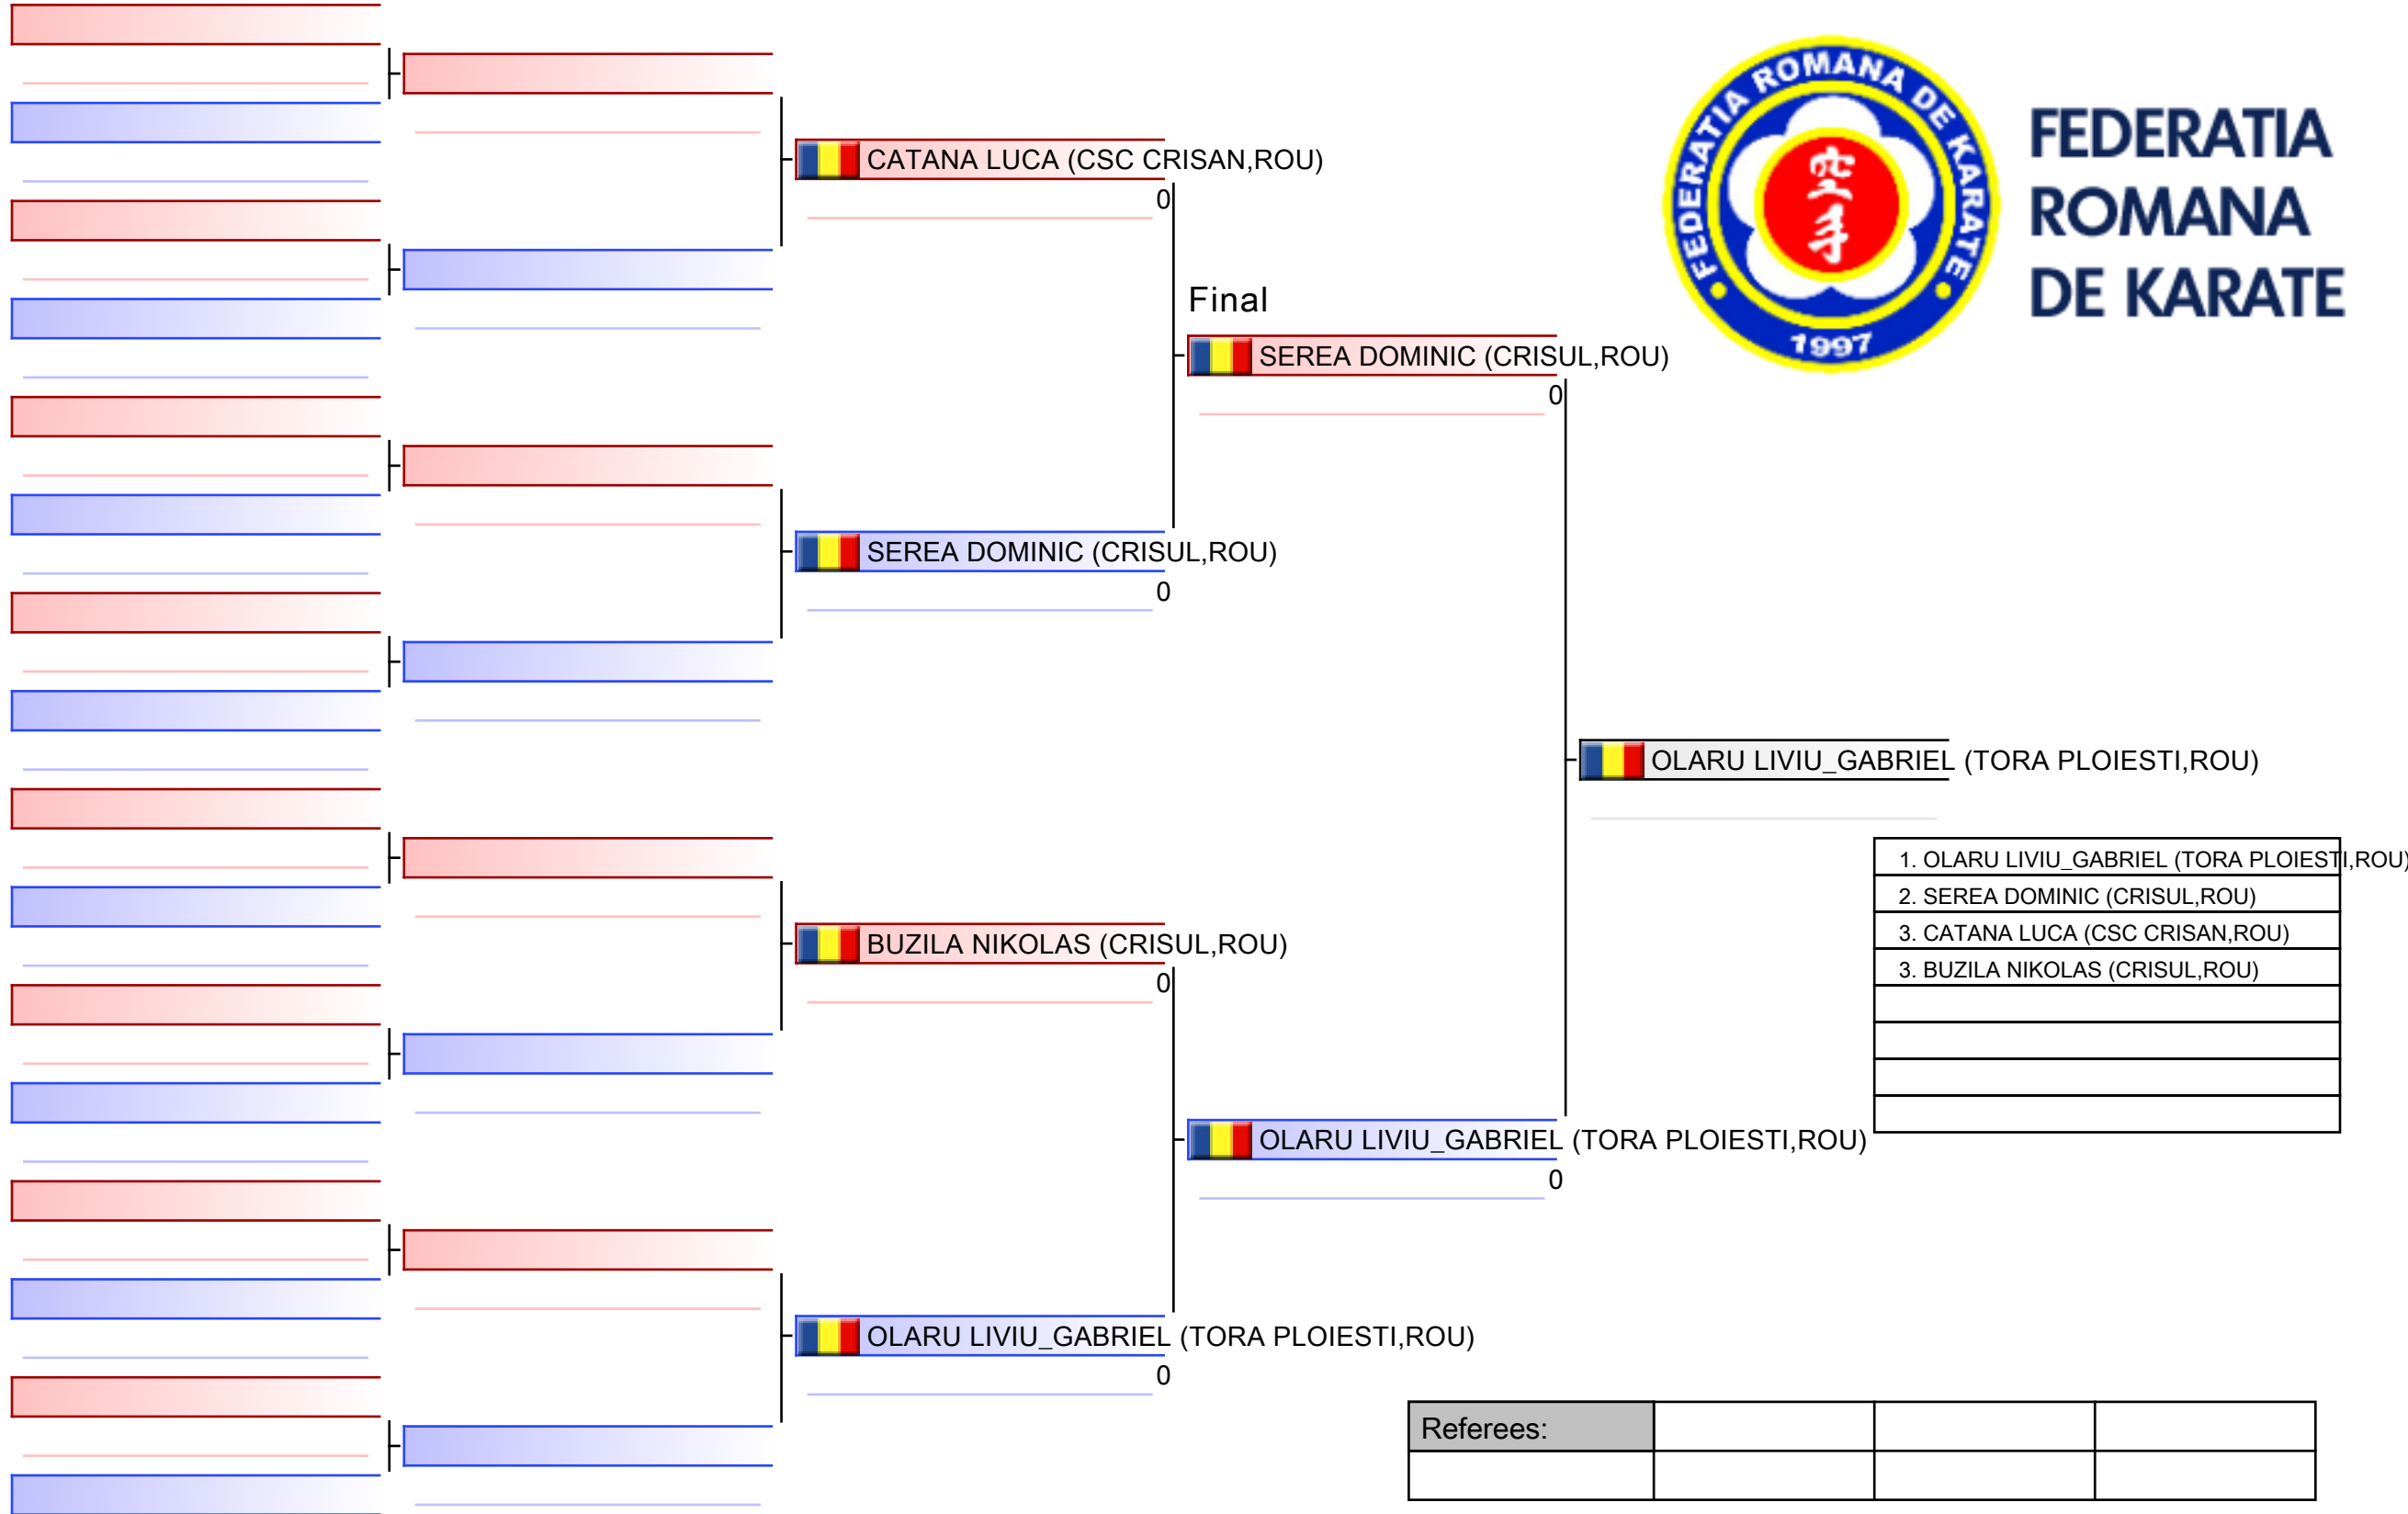 FEDERATIA ROMANA DE KARATE
空手
1997
FEDERATIA
ROMANA
DE KARATE
CATANA LUCA (CSC CRISAN,ROU)
0
Final
SEREA DOMINIC (CRISUL,ROU)
0
SEREA DOMINIC (CRISUL,ROU)
0
OLARU LIVIU_GABRIEL (TORA PLOIESTI,ROU)
1. OLARU LIVIU_GABRIEL (TORA PLOIESTI,ROU)
2. SEREA DOMINIC (CRISUL,ROU)
3. CATANA LUCA (CSC CRISAN,ROU)
3. BUZILA NIKOLAS (CRISUL,ROU)
BUZILA NIKOLAS (CRISUL,ROU)
0
OLARU LIVIU_GABRIEL (TORA PLOIESTI,ROU)
0
OLARU LIVIU_GABRIEL (TORA PLOIESTI,ROU)
0
Referees: